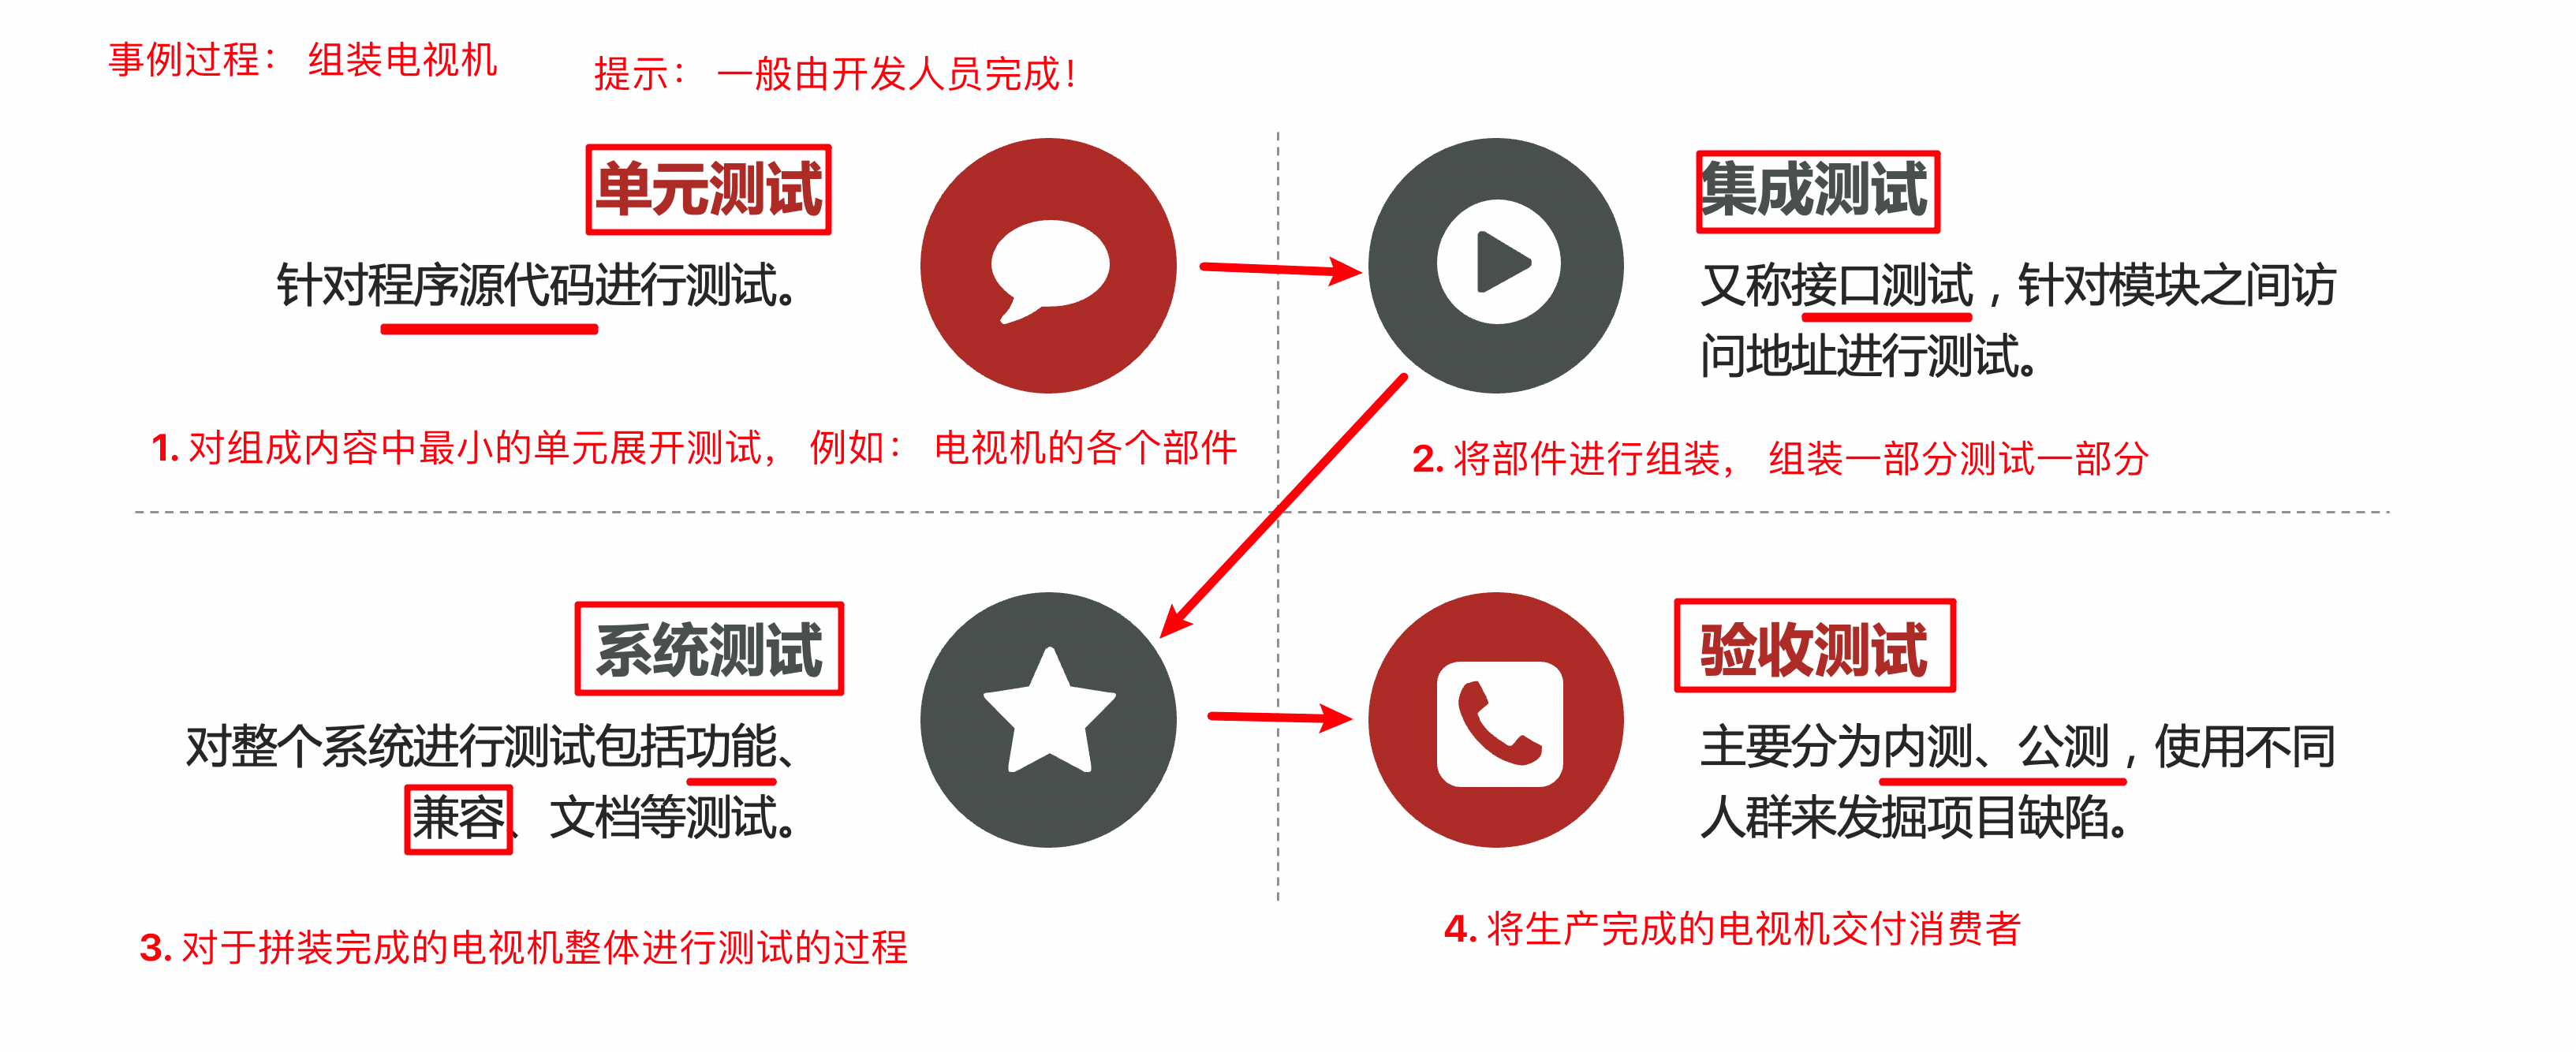 事例过程： 组装电视机
提示： 一般由开发人员完成！
单元测试
针对程序源代码进行测试。
1. 对组成内容中最小的单元展开测试， 例如： 电视机的各个部件
集成测试
又称接口测试，针对模块之间访
问地址进行测试。
2. 将部件进行组装， 组装一部分测试一部分
系统测试
对整个系统进行测试包括功能、
兼容、文档等测试。
3. 对于拼装完成的电视机整体进行测试的过程
验收测试
主要分为内测、公测，使用不同
人群来发掘项目缺陷。
4. 将生产完成的电视机交付消费者